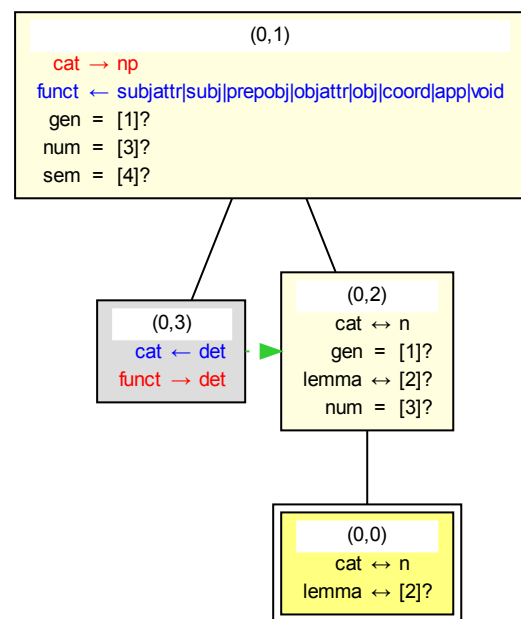 (0,1)
cat → np
funct ← subjattr|subj|prepobj|objattr|obj|coord|app|void
gen = [1]?
num = [3]?
sem = [4]?
(0,3)
cat ← det
funct → det
(0,2)
cat ↔ n
gen = [1]?
lemma ↔ [2]?
num = [3]?
(0,0)
cat ↔ n
lemma ↔ [2]?